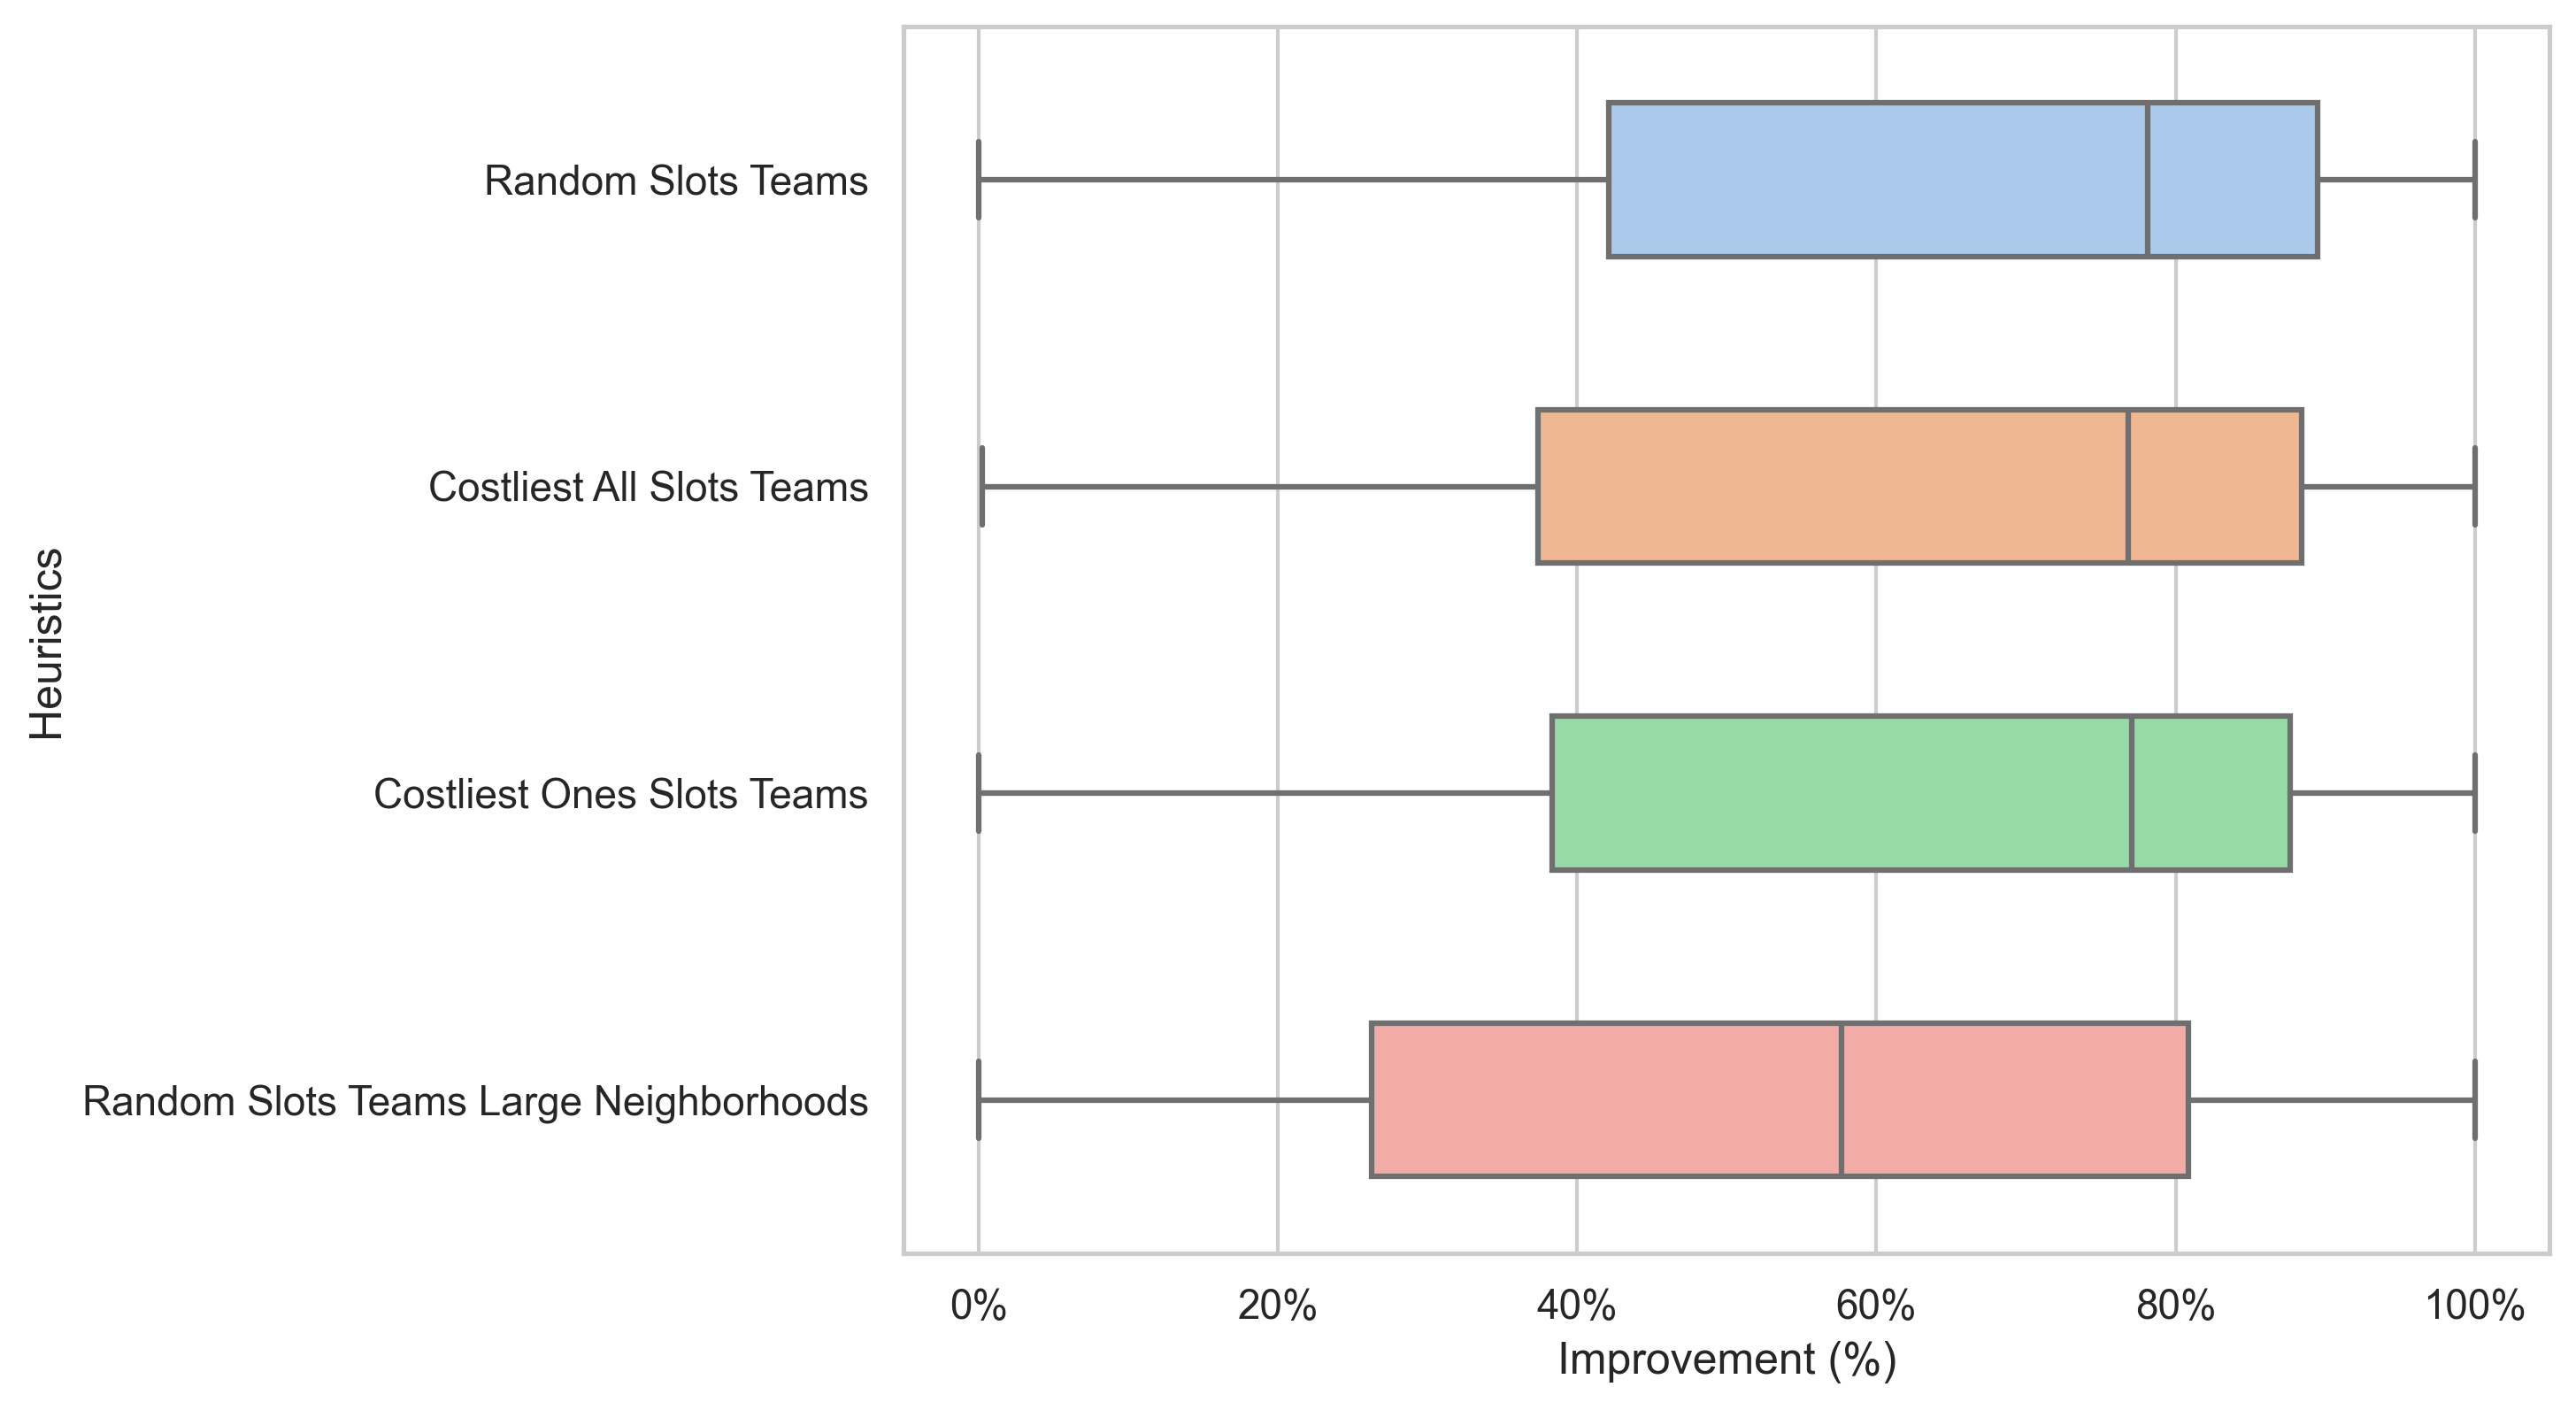 Random Slots Teams
Costliest All Slots Teams
Costliest Ones Slots Teams
Random Slots Teams Large Neighborhoods
Heuristics
0% 20% 40% 60% 80% 100%
Improvement (%)